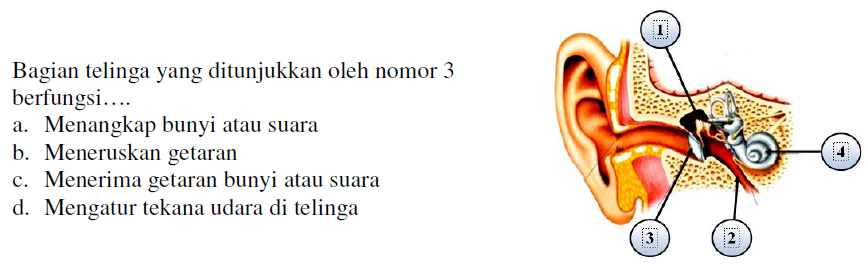 Bagian telinga yang ditunjukkan oleh nomor 3
berfungsi....
a. Menangkap bunyi atau suara
b. Meneruskan getaran
c. Menerima getaran bunyi atau suara
d. Mengatur tekana udara di telinga
1
4
3
2